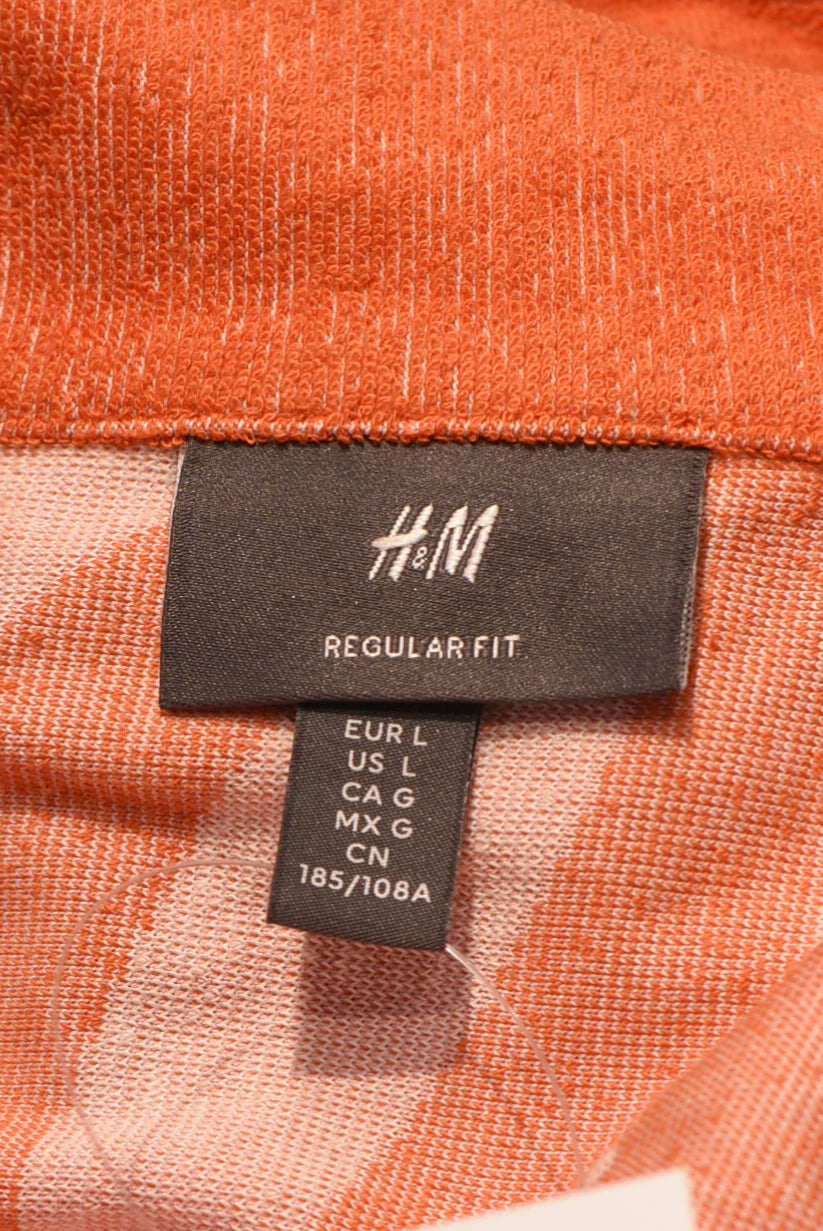 H&M
REGULAR FIT
EUR L
US L
CA G
MX G
CN
185/108A